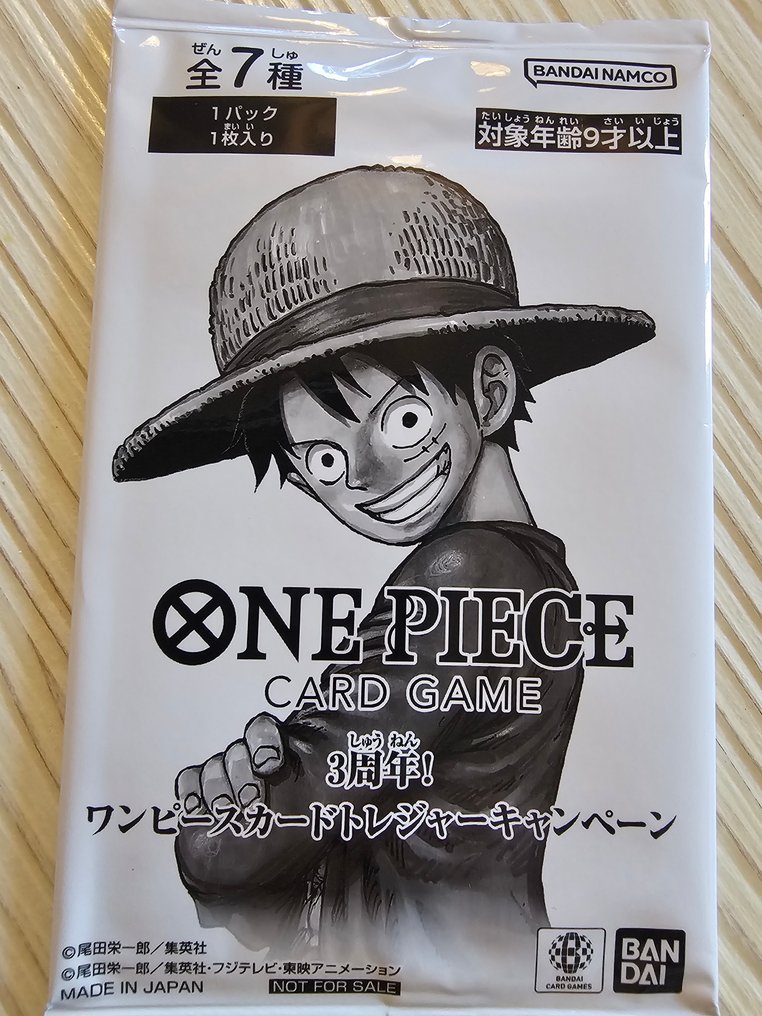 ぜん しゅ
全7種
BANDAI NAMCO
1パック
まい い
1枚入り
たいしょう ねん れい さい い じょう
対象年齢9才以上
ONE PIECE
CARD GAME
しゅう ねん
3周年!
ワンピースカードトレジャーキャンペーン
©尾田栄一郎/集英社
©尾田栄一郎/集英社・フジテレビ・東映アニメーション
MADE IN JAPAN NOT FOR SALE
BANDAI
CARD GAMES
BAN
DAI